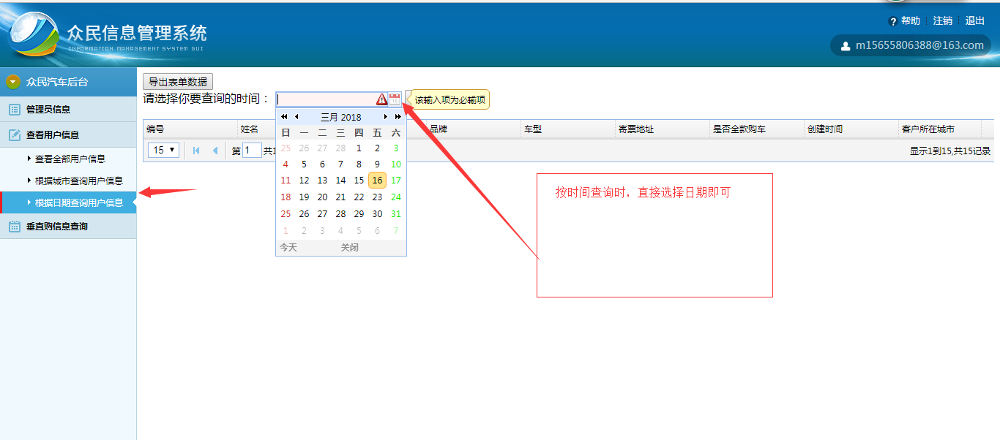 帮助 注销 退出
众民信息管理系统
INFORMATION MANAGEMENT SYSTEM GUI
m15655806388@163.com
众民汽车后台
管理员信息
查看用户信息
查看全部用户信息
根据城市查询用户信息
根据日期查询用户信息
垂直购信息查询
导出表单数据
请选择你要查询的时间：
该输入项为必输项
编号 姓名 品牌 车型 寄票地址 是否全款购车 创建时间 客户所在城市
15 第 1 共1 显示1到15,共15记录
三月 2018
日 一 二 三 四 五 六
25 26 27 28 1 2 3
4 5 6 7 8 9 10
11 12 13 14 15 16 17
18 19 20 21 22 23 24
25 26 27 28 29 30 31
1 2 3 4 5 6 7
今天 关闭
按时间查询时，直接选择日期即可